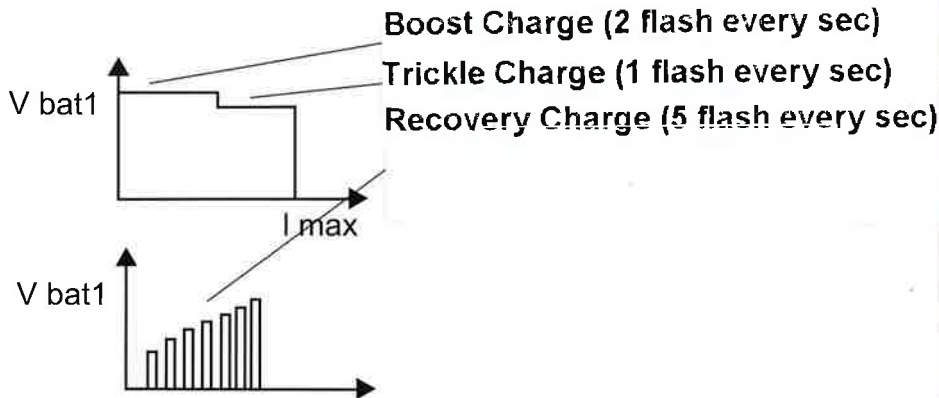 Boost Charge (2 flash every sec)
Trickle Charge (1 flash every sec)
V bat1
Recovery Charge (5 flash every sec)
I max
V bat1